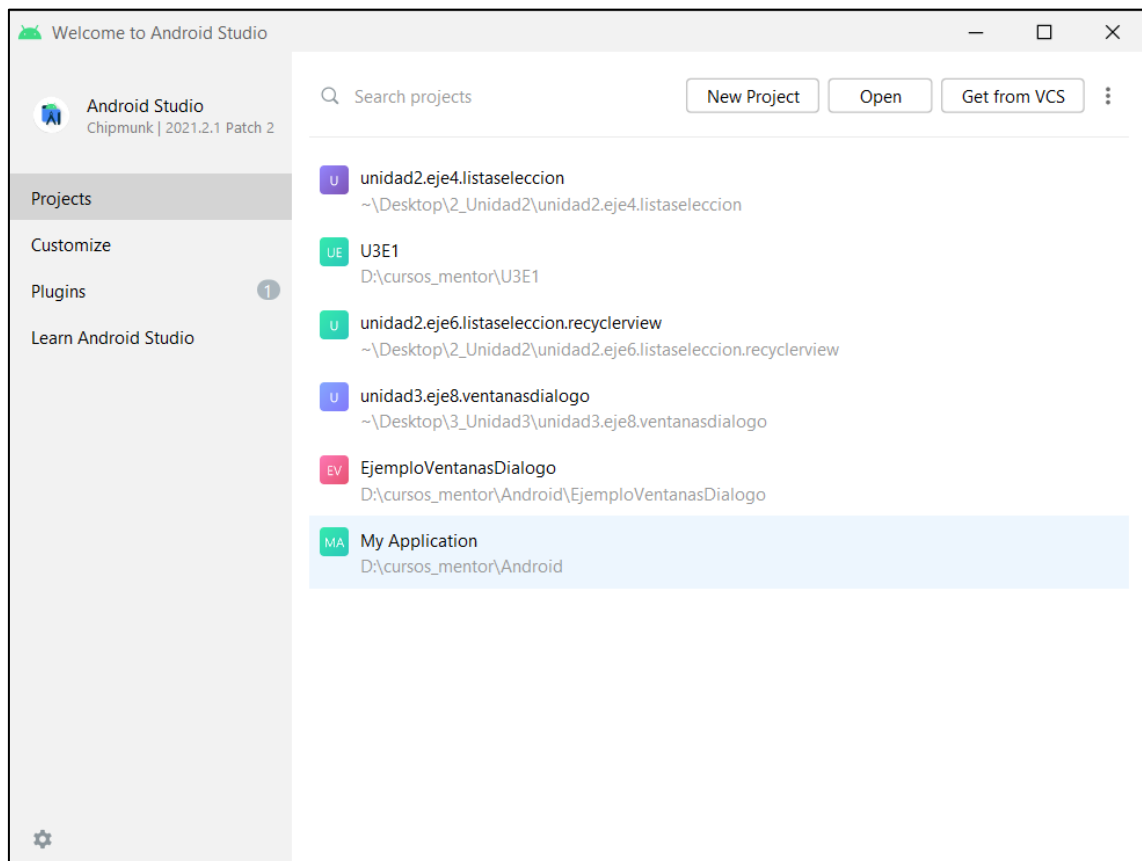 Welcome to Android Studio
Android Studio
Chipmunk | 2021.2.1 Patch 2
Projects
Customize
Plugins
1
Learn Android Studio
Search projects
New Project
Open
Get from VCS
U
unidad2.eje4.listaseleccion
~\Desktop\2_Unidad2\unidad2.eje4.listaseleccion
UE
U3E1
D:\cursos_mentor\U3E1
U
unidad2.eje6.listaseleccion.recyclerview
~\Desktop\2_Unidad2\unidad2.eje6.listaseleccion.recyclerview
U
unidad3.eje8.ventanasdialogo
~\Desktop\3_Unidad3\unidad3.eje8.ventanasdialogo
EV
EjemploVentanasDialogo
D:\cursos_mentor\Android\EjemploVentanasDialogo
MA
My Application
D:\cursos_mentor\Android